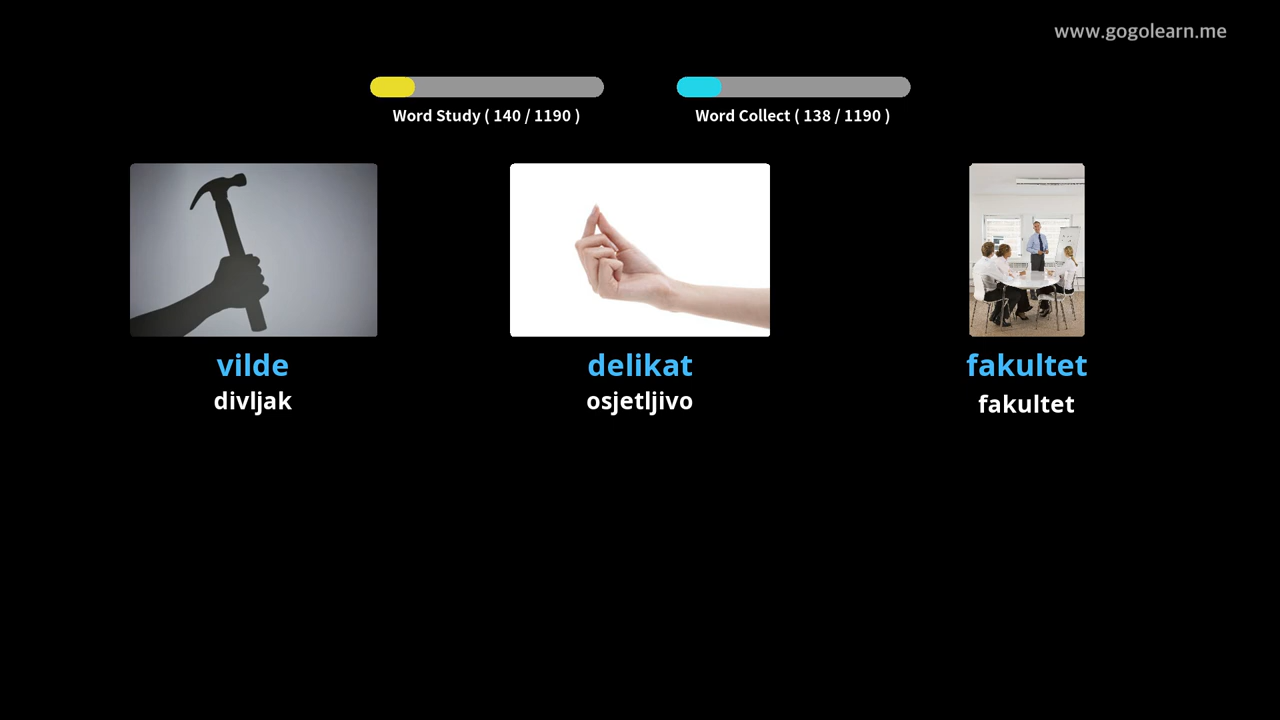 www.gogolearn.me
Word Study ( 140 / 1190 )
Word Collect ( 138 / 1190 )
vilde
divljak
delikat
osjetljivo
fakultet
fakultet